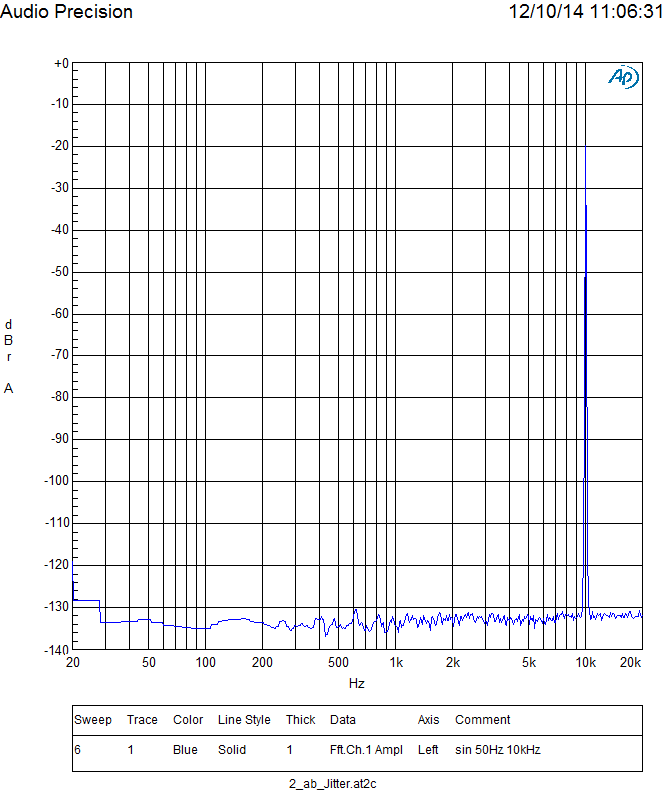 Audio Precision 12/10/14 11:06:31
+0
Ap
-10
-20
-30
-40
-50
-60
-70
-80
-90
-100
-110
-120
-130
-140
d
B
r
A
20 50 100 200 500 1k 2k 5k 10k 20k
Hz
Sweep Trace Color Line Style Thick Data Axis Comment
6 1 Blue Solid 1 Fft.Ch.1 Ampl Left sin 50Hz 10kHz
2_ab_Jitter.at2c